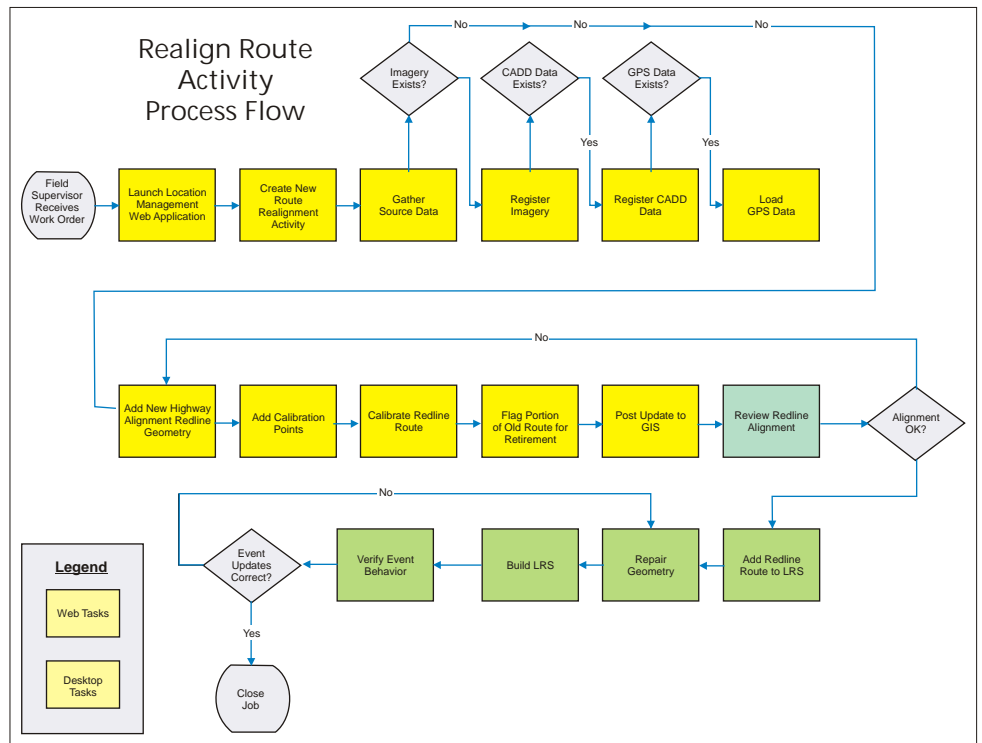 Realign Route
Activity
Process Flow
No
No
No
Imagery
Exists?
CADD Data
Exists?
GPS Data
Exists?
Yes
Yes
Field
Supervisor
Receives
Work Order
Launch Location
Management
Web Application
Create New
Route
Realignment
Activity
Gather
Source Data
Register
Imagery
Register CADD
Data
Load
GPS Data
No
Add New Highway
Alignment Redline
Geometry
Add Calibration
Points
Calibrate Redline
Route
Flag Portion
of Old Route for
Retirement
Post Update to
GIS
Review Redline
Alignment
Alignment
OK?
No
Event
Updates
Correct?
Verify Event
Behavior
Build LRS
Repair
Geometry
Add Redline
Route to LRS
Yes
Close
Job
Legend
Web Tasks
Desktop
Tasks